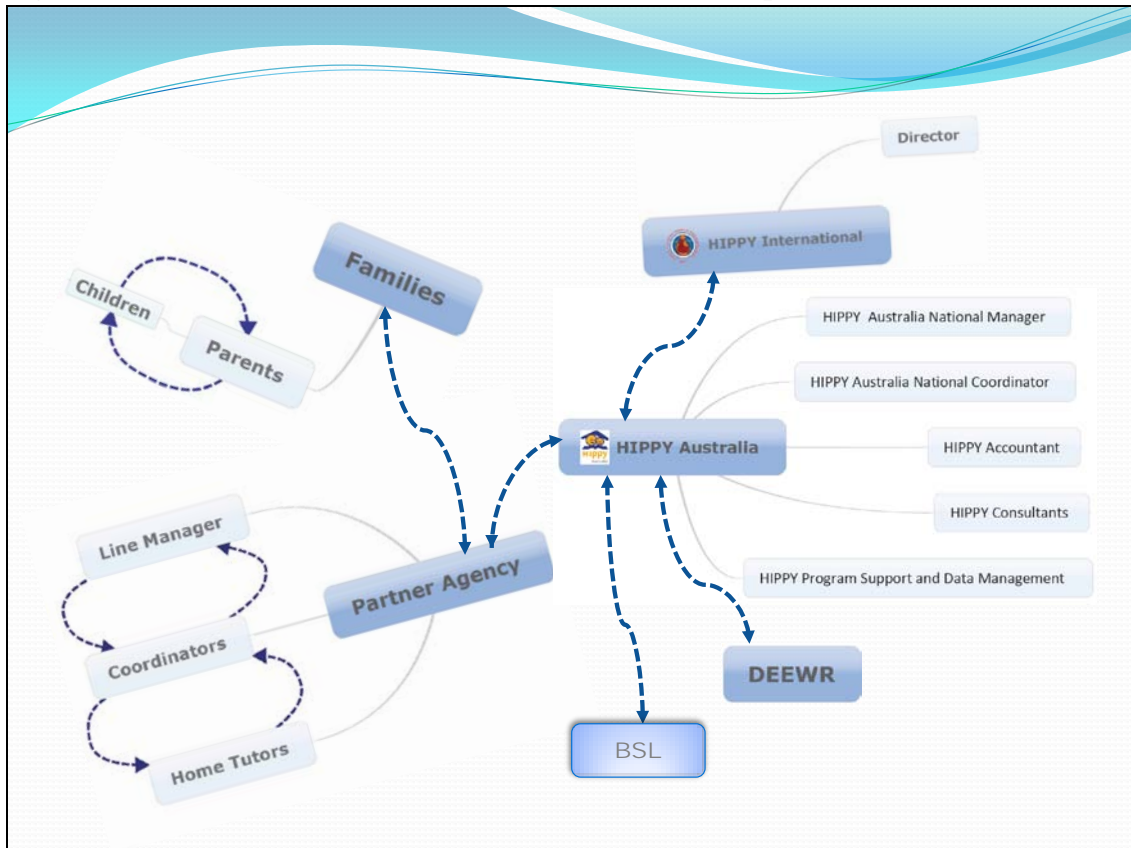 Director
HIPPY International
Families
Children
Parents
HIPPY Australia National Manager
HIPPY Australia National Coordinator
HIPPY Australia
HIPPY Accountant
HIPPY Consultants
HIPPY Program Support and Data Management
Line Manager
Partner Agency
Coordinators
Home Tutors
DEEWR
BSL